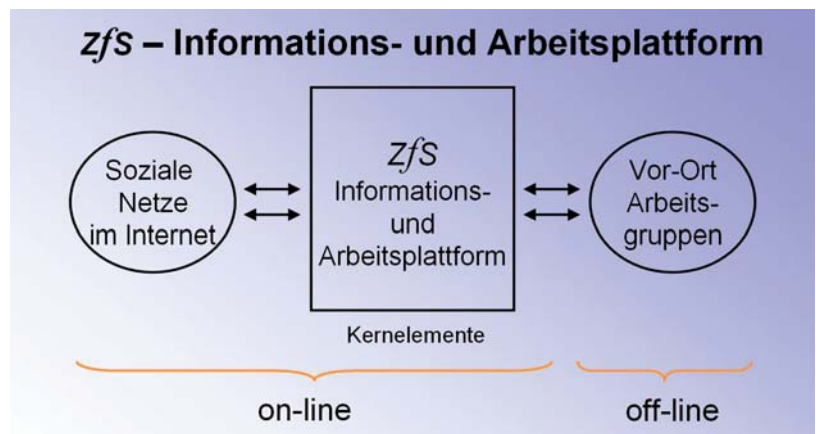 zfs – Informations- und Arbeitsplattform
Soziale
Netze
im Internet
zfs
Informations-
und
Arbeitsplattform
Vor-Ort
Arbeits-
gruppen
Kernelemente
on-line
off-line